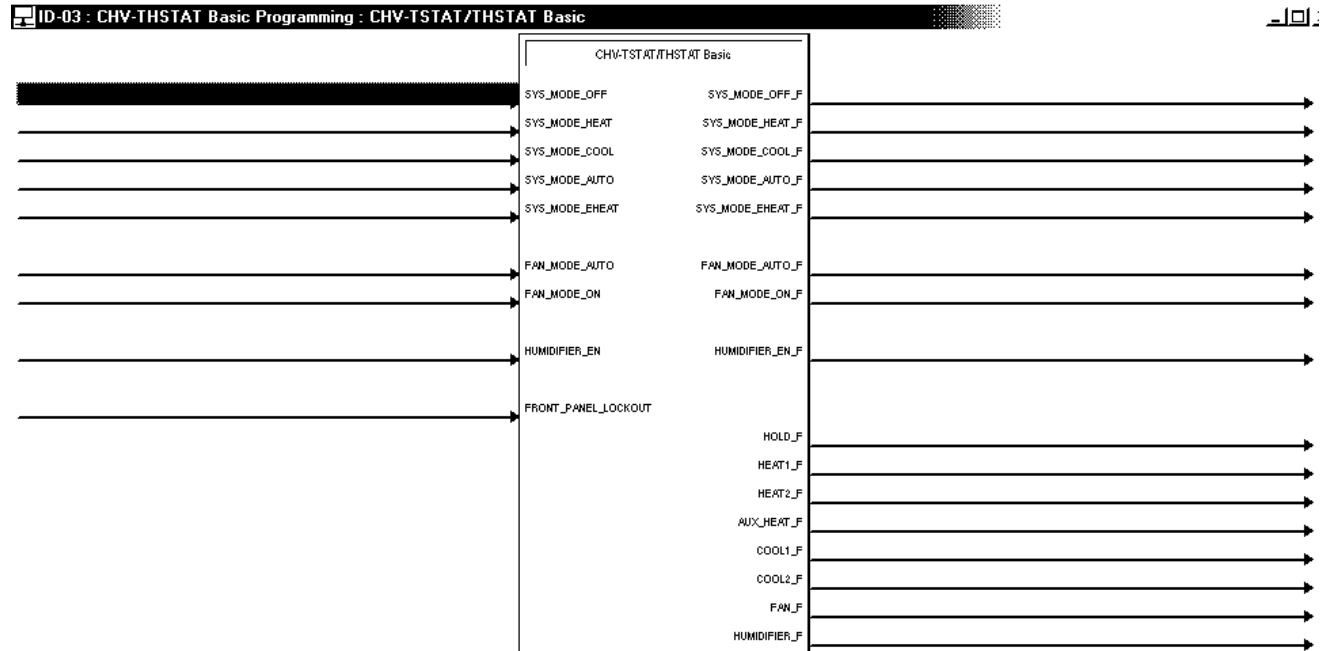 ID-03 : CHV-THSTAT Basic Programming : CHV-TSTAT/THSTAT Basic
CHV-TSTAT/THSTAT Basic
SYS_MODE_OFF SYS_MODE_OFF_F
SYS_MODE_HEAT SYS_MODE_HEAT_F
SYS_MODE_COOL SYS_MODE_COOL_F
SYS_MODE_AUTO SYS_MODE_AUTO_F
SYS_MODE_EHEAT SYS_MODE_EHEAT_F
FAN_MODE_AUTO FAN_MODE_AUTO_F
FAN_MODE_ON FAN_MODE_ON_F
HUMIDIFIER_EN HUMIDIFIER_EN_F
FRONT_PANEL_LOCKOUT
HOLD_F
HEAT1_F
HEAT2_F
AUX_HEAT_F
COOL1_F
COOL2_F
FAN_F
HUMIDIFIER_F